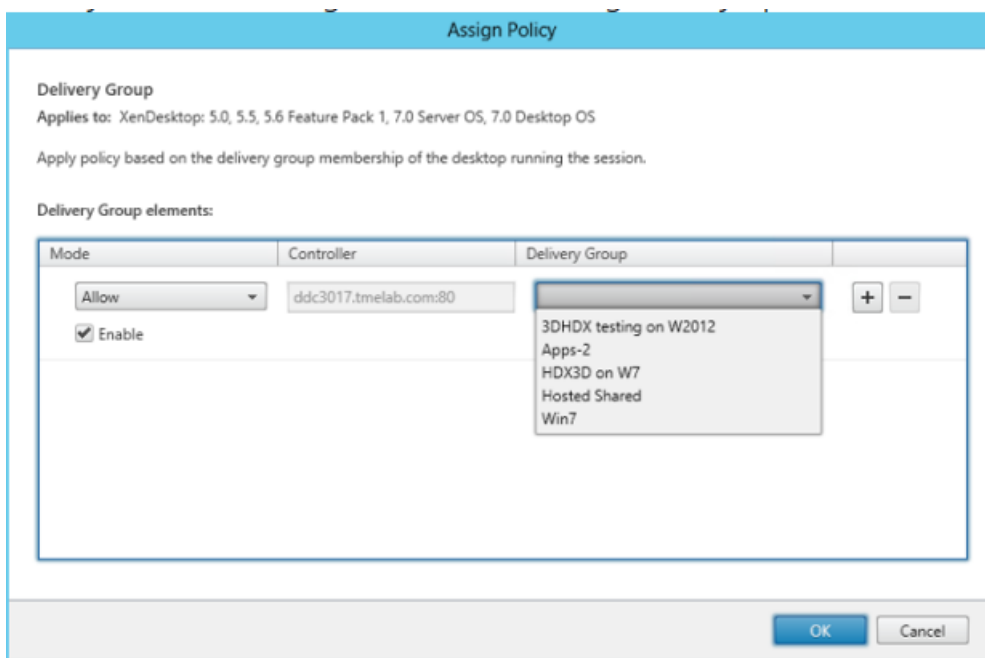 Assign Policy
Delivery Group
Applies to: XenDesktop: 5.0, 5.5, 5.6 Feature Pack 1, 7.0 Server OS, 7.0 Desktop OS
Apply policy based on the delivery group membership of the desktop running the session.
Delivery Group elements:
Mode Controller Delivery Group
Allow ddc3017.tmelab.com:80 + −
Enable
3DHDX testing on W2012
Apps-2
HDX3D on W7
Hosted Shared
Win7
OK Cancel